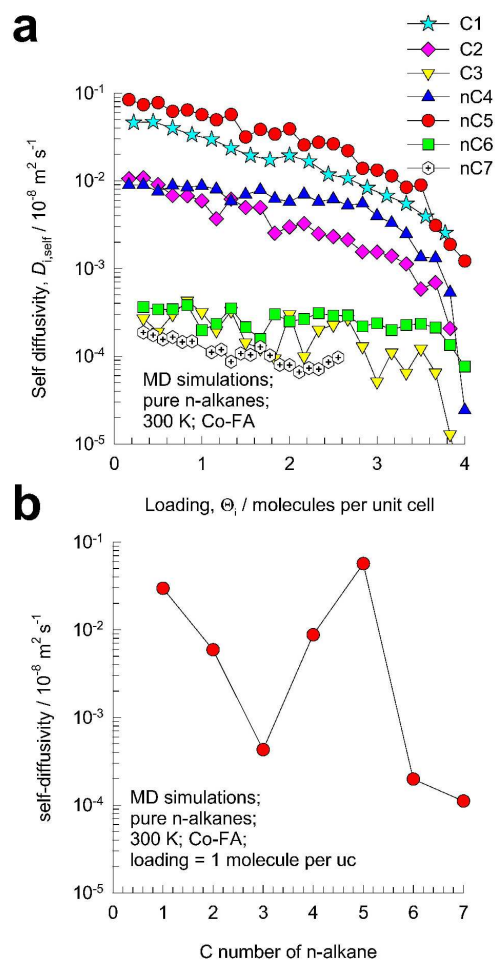 a
C1
C2
C3
nC4
nC5
nC6
nC7
Self diffusivity, D_i,self / 10^-8 m^2 s^-1
10^-1
10^-2
10^-3
10^-4
10^-5
MD simulations;
pure n-alkanes;
300 K; Co-FA
0 1 2 3 4
Loading, Θ_i / molecules per unit cell
b
self-diffusivity / 10^-8 m^2 s^-1
10^-1
10^-2
10^-3
10^-4
10^-5
MD simulations;
pure n-alkanes;
300 K; Co-FA;
loading = 1 molecule per uc
0 1 2 3 4 5 6 7
C number of n-alkane